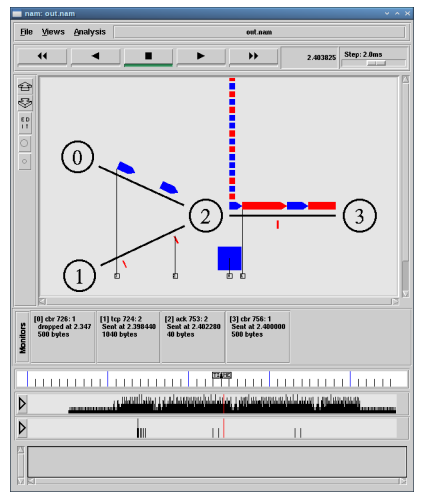 nam: out.nam
File Views Analysis out.nam
2.403825 Step: 2.0ms
ED
IT
0
1
2
3
Monitors
[0] cbr 726: 1
dropped at 2.347
500 bytes
[1] tcp 724: 2
Sent at 2.398440
1040 bytes
[2] ack 753: 2
Sent at 2.402280
40 bytes
[3] cbr 756: 1
Sent at 2.400000
500 bytes